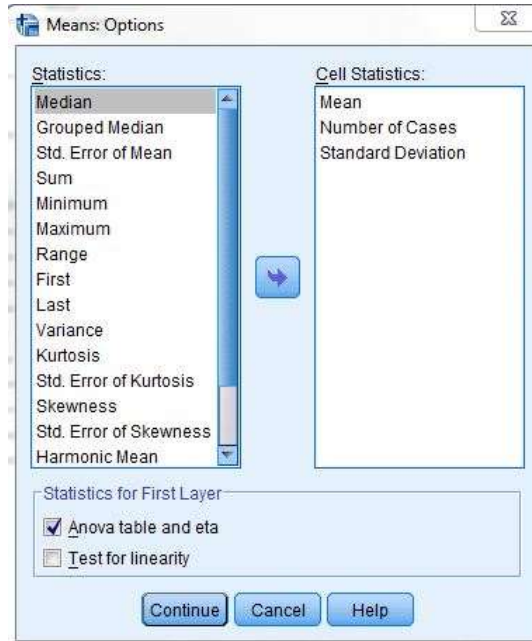 Means: Options
Statistics:
Median
Grouped Median
Std. Error of Mean
Sum
Minimum
Maximum
Range
First
Last
Variance
Kurtosis
Std. Error of Kurtosis
Skewness
Std. Error of Skewness
Harmonic Mean
Cell Statistics:
Mean
Number of Cases
Standard Deviation
Statistics for First Layer
Anova table and eta
Test for linearity
Continue
Cancel
Help